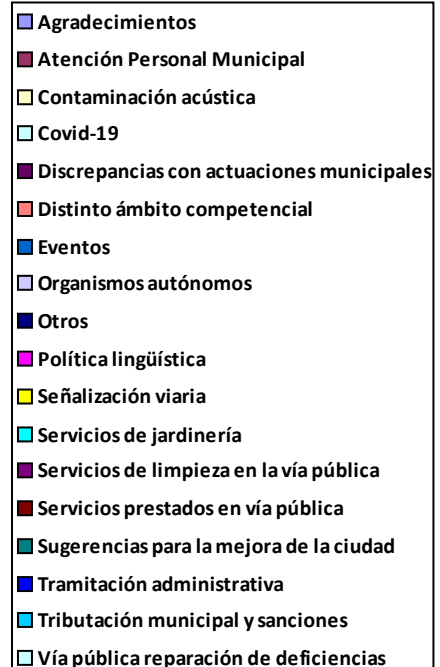 Agradecimientos
Atención Personal Municipal
Contaminación acústica
Covid-19
Discrepancias con actuaciones municipales
Distinto ámbito competencial
Eventos
Organismos autónomos
Otros
Política lingüística
Señalización viaria
Servicios de jardinería
Servicios de limpieza en la vía pública
Servicios prestados en vía pública
Sugerencias para la mejora de la ciudad
Tramitación administrativa
Tributación municipal y sanciones
Vía pública reparación de deficiencias